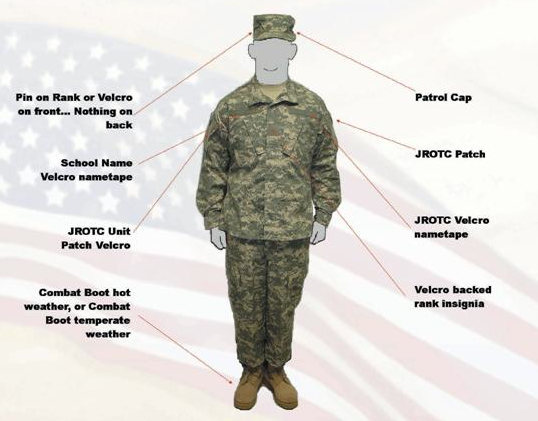 Pin on Rank or Velcro
on front... Nothing on
back
School Name
Velcro nametape
JROTC Unit
Patch Velcro
Combat Boot hot
weather, or Combat
Boot temperate
weather
Patrol Cap
JROTC Patch
JROTC Velcro
nametape
Velcro backed
rank insignia